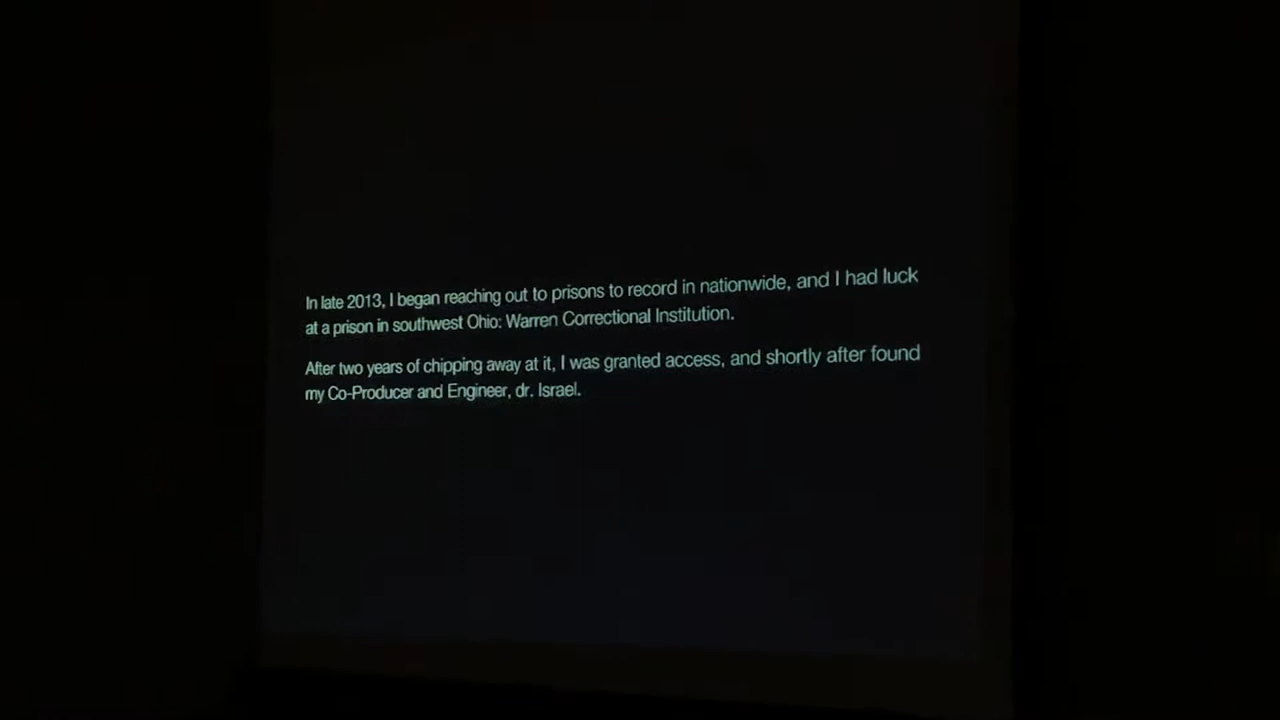 In late 2013, I began reaching out to prisons to record in nationwide, and I had luck
at a prison in southwest Ohio: Warren Correctional Institution.
After two years of chipping away at it, I was granted access, and shortly after found
my Co-Producer and Engineer, dr. Israel.